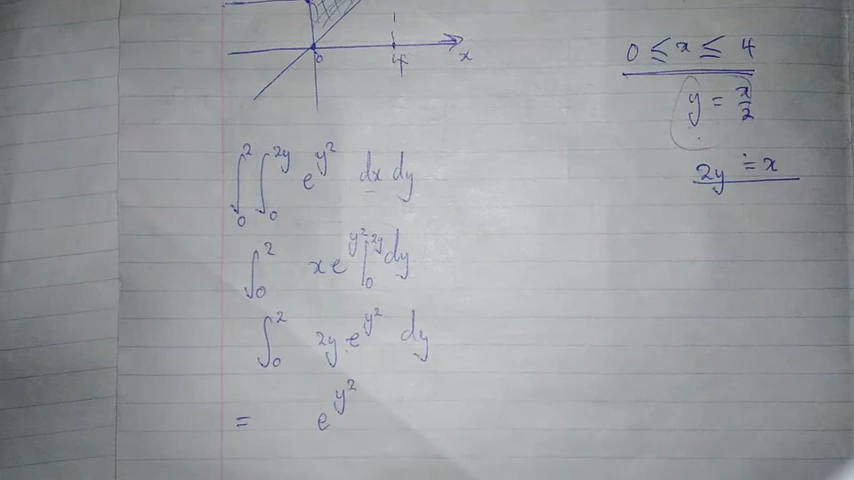 0 4 x
0 ≤ x ≤ 4
y = x/2
2y = x
∫₀² ∫₀^2y e^y² dx dy
∫₀² x e^y² |₀^2y dy
∫₀² 2y e^y² dy
= e^y²